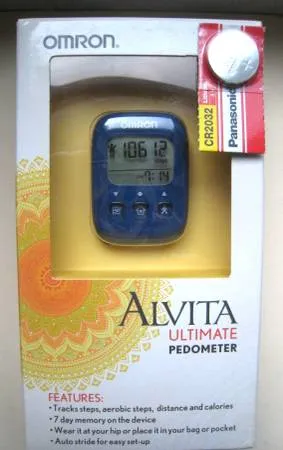 OMRON®
CR2032
Panasonic
OMRON
10612
7:14
ALVITA
ULTIMATE
PEDOMETER
FEATURES:
• Tracks steps, aerobic steps, distance and calories
• 7 day memory on the device
• Wear it at your hip or place it in your bag or pocket
• Auto stride for easy set-up